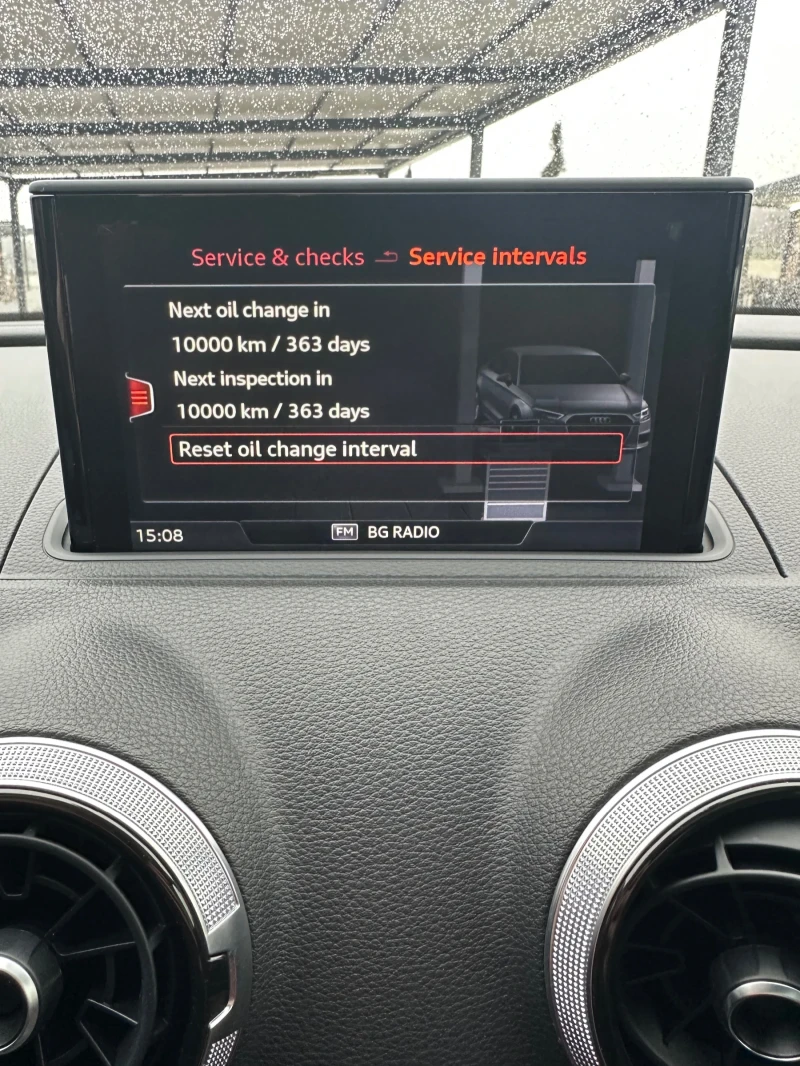 Service & checks Service intervals
Next oil change in
10000 km / 363 days
Next inspection in
10000 km / 363 days
Reset oil change interval
15:08 FM BG RADIO